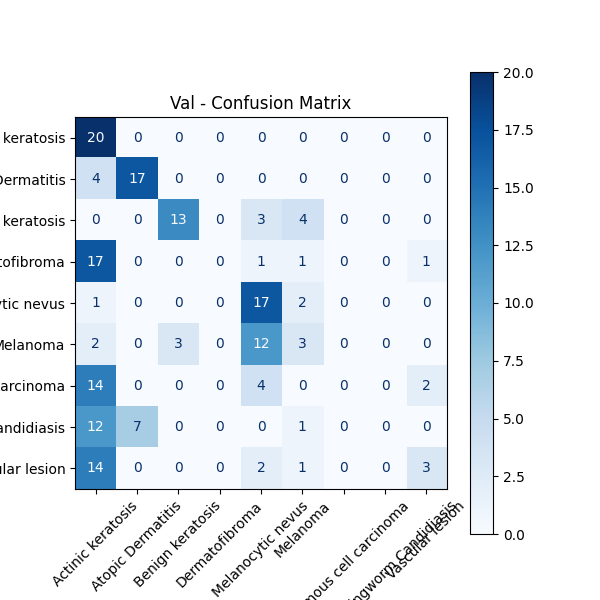 Val - Confusion Matrix
keratosis 20 0 0 0 0 0 0 0 0
Dermatitis 4 17 0 0 0 0 0 0 0
keratosis 0 0 13 0 3 4 0 0 0
tofibroma 17 0 0 0 1 1 0 0 1
tic nevus 1 0 0 0 17 2 0 0 0
Melanoma 2 0 3 0 12 3 0 0 0
arcinoma 14 0 0 0 4 0 0 0 2
andidiasis 12 7 0 0 0 1 0 0 0
lar lesion 14 0 0 0 2 1 0 0 3
Actinic keratosis
Atopic Dermatitis
Benign keratosis
Dermatofibroma
Melanocytic nevus
Melanoma
mous cell carcinoma
ngworm Candidiasis
Vascular lesion
20.0
17.5
15.0
12.5
10.0
7.5
5.0
2.5
0.0